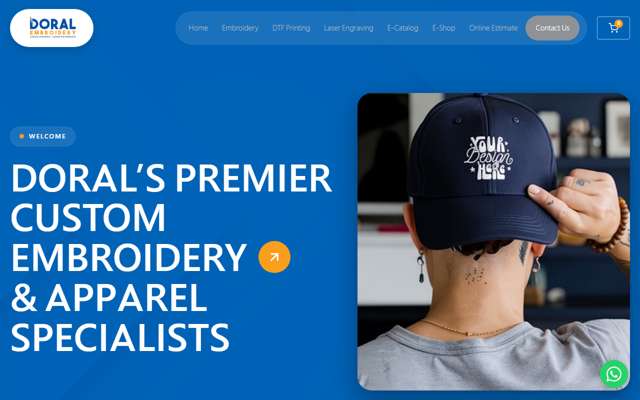 DORAL
EMBROIDERY
Home
Embroidery
DTF Printing
Laser Engraving
E-Catalog
E-Shop
Online Estimate
Contact Us
WELCOME
DORAL'S PREMIER
CUSTOM
EMBROIDERY
& APPAREL
SPECIALISTS
YOUR
Design
HERE